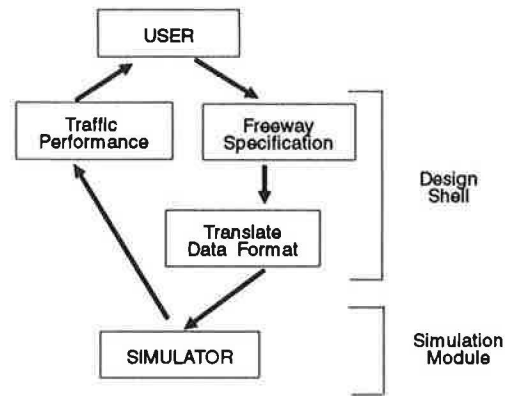 USER
Traffic
Performance
Freeway
Specification
Translate
Data Format
Design
Shell
SIMULATOR
Simulation
Module